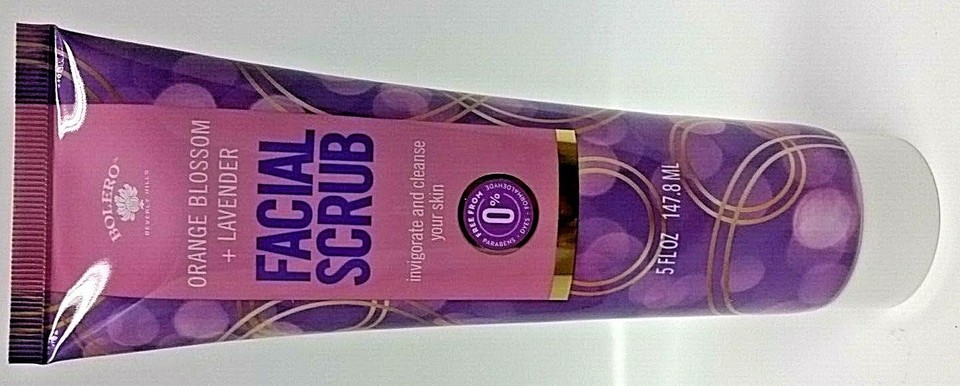 BOLERO
BEVERLY HILLS
ORANGE BLOSSOM
+ LAVENDER
FACIAL
SCRUB
invigorate and cleanse
your skin
FREE FROM
0%
PARABENS · DYES · FORMALDEHYDE
5 FL OZ 147.8 ML